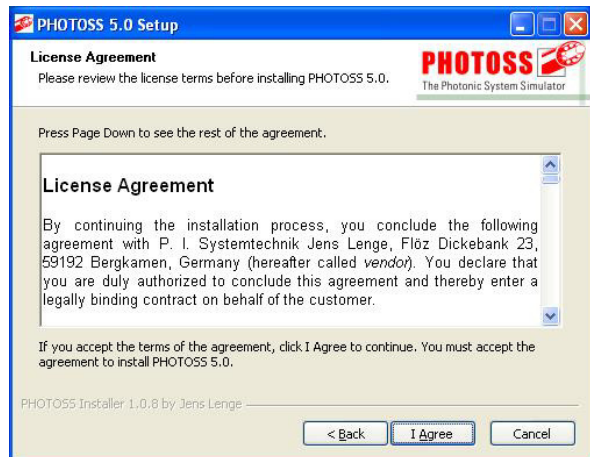 PHOTOSS 5.0 Setup
License Agreement
Please review the license terms before installing PHOTOSS 5.0.
PHOTOSS
The Photonic System Simulator
Press Page Down to see the rest of the agreement.
License Agreement
By continuing the installation process, you conclude the following
agreement with P. I. Systemtechnik Jens Lenge, Flöz Dickebank 23,
59192 Bergkamen, Germany (hereafter called vendor). You declare that
you are duly authorized to conclude this agreement and thereby enter a
legally binding contract on behalf of the customer.
If you accept the terms of the agreement, click I Agree to continue. You must accept the
agreement to install PHOTOSS 5.0.
PHOTOSS Installer 1.0.8 by Jens Lenge
< Back I Agree Cancel